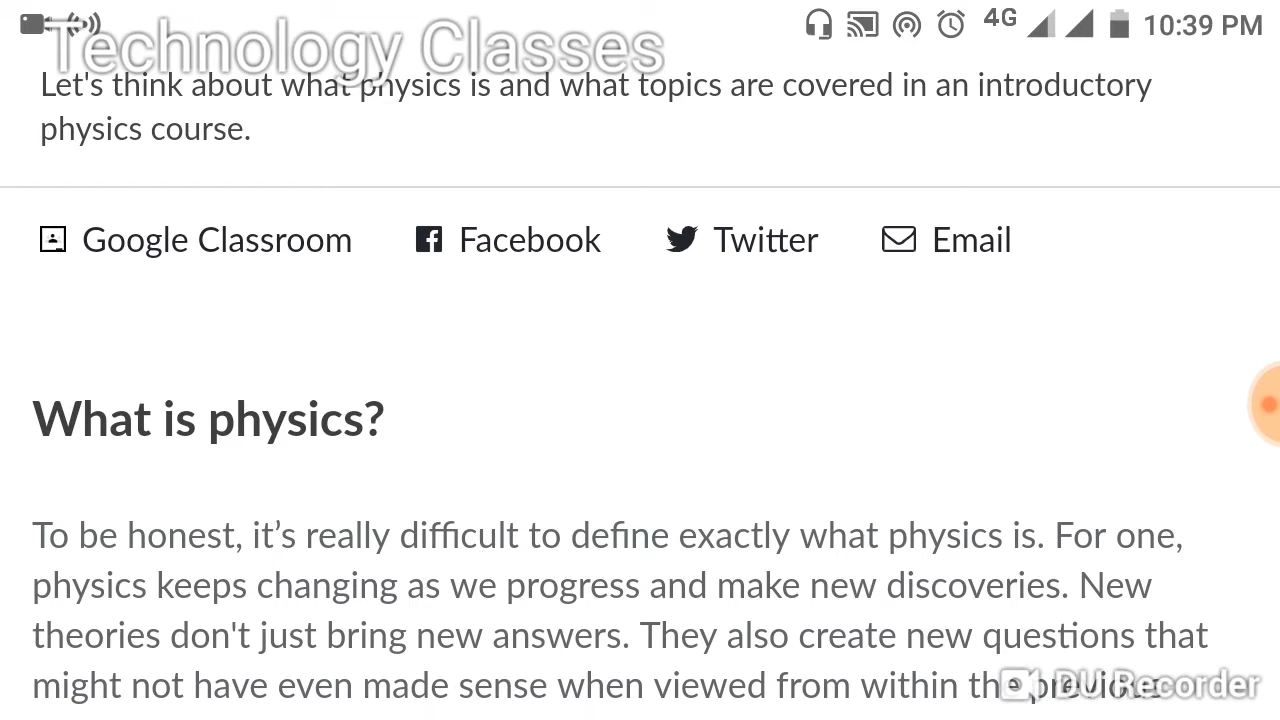 Technology Classes
4G 10:39 PM
Let's think about what physics is and what topics are covered in an introductory
physics course.
Google Classroom Facebook Twitter Email
What is physics?
To be honest, it’s really difficult to define exactly what physics is. For one,
physics keeps changing as we progress and make new discoveries. New
theories don't just bring new answers. They also create new questions that
might not have even made sense when viewed from within the previous
DU Recorder